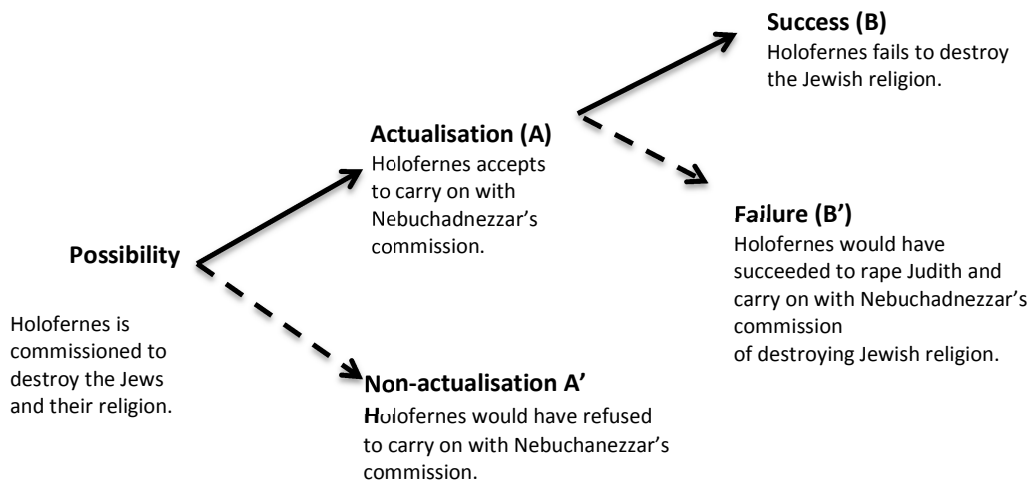 Success (B)
Holofernes fails to destroy
the Jewish religion.
Actualisation (A)
Holofernes accepts
to carry on with
Nebuchadnezzar’s
commission.
Failure (B’)
Holofernes would have
succeeded to rape Judith and
carry on with Nebuchadnezzar’s
commission
of destroying Jewish religion.
Possibility
Holofernes is
commissioned to
destroy the Jews
and their religion.
Non-actualisation A’
Holofernes would have refused
to carry on with Nebuchanezzar’s
commission.